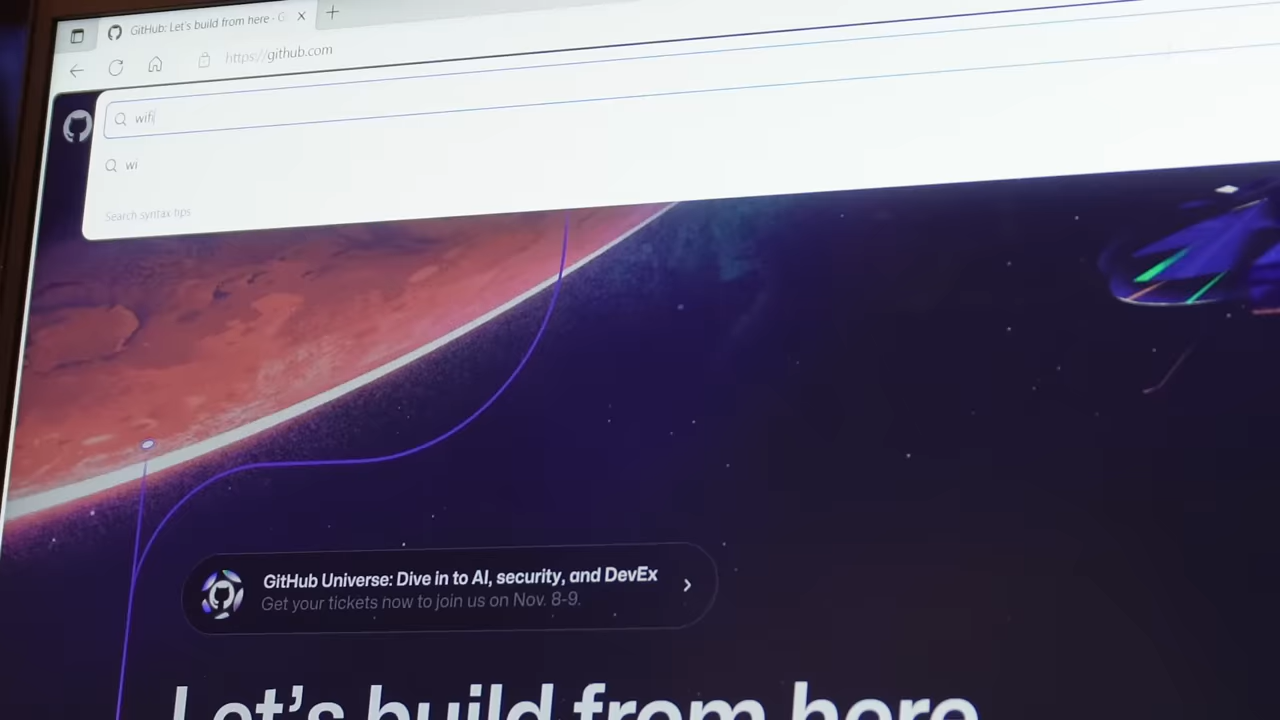 GitHub: Let's build from here · G
https://github.com
wifi
wi
Search syntax tips
GitHub Universe: Dive in to AI, security, and DevEx
Get your tickets now to join us on Nov. 8-9.
Let's build from here